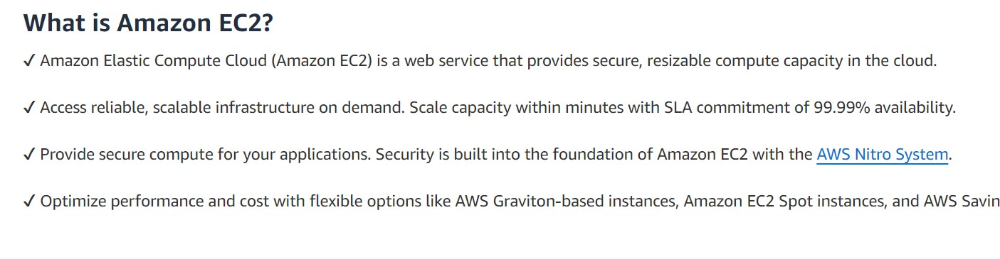 What is Amazon EC2?
✓ Amazon Elastic Compute Cloud (Amazon EC2) is a web service that provides secure, resizable compute capacity in the cloud.
✓ Access reliable, scalable infrastructure on demand. Scale capacity within minutes with SLA commitment of 99.99% availability.
✓ Provide secure compute for your applications. Security is built into the foundation of Amazon EC2 with the AWS Nitro System.
✓ Optimize performance and cost with flexible options like AWS Graviton-based instances, Amazon EC2 Spot instances, and AWS Savin